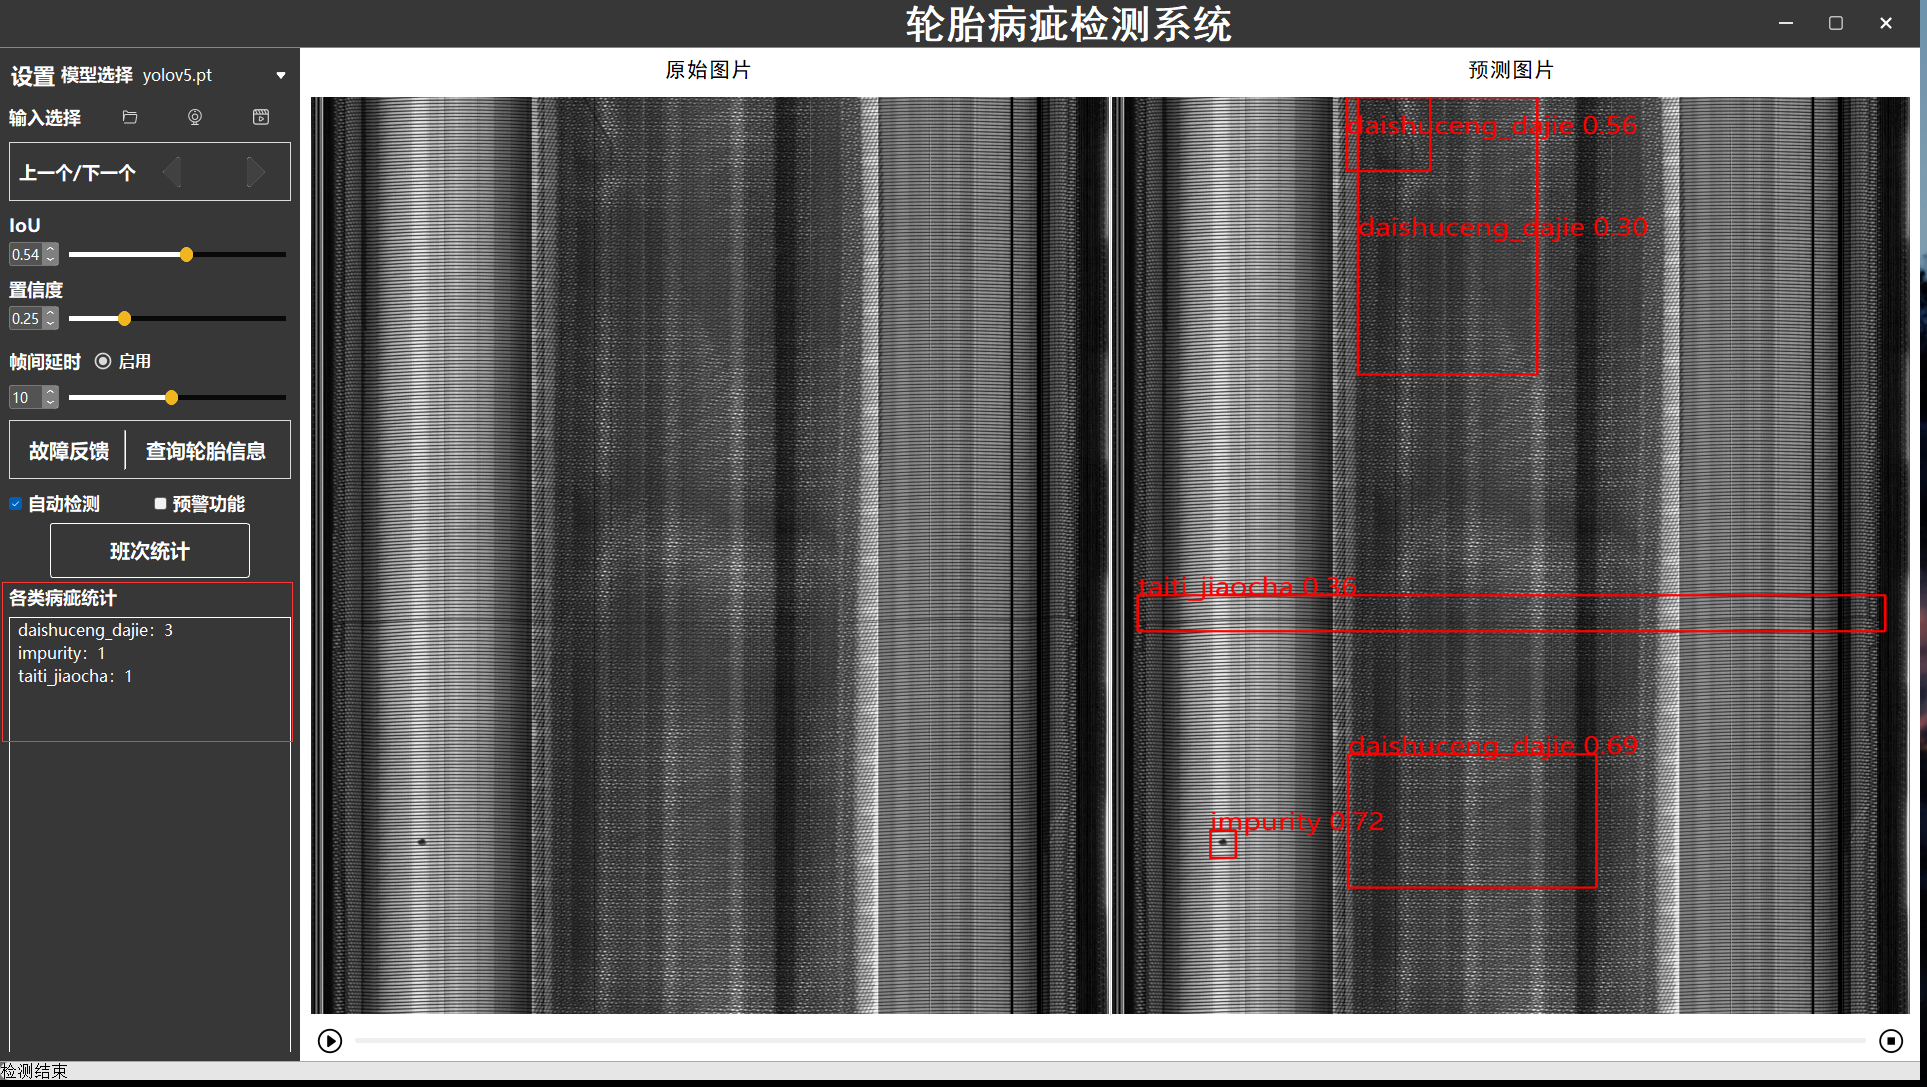 轮胎病疵检测系统
设置 模型选择 yolov5.pt
输入选择
上一个/下一个
IoU
0.54
置信度
0.25
帧间延时 启用
10
故障反馈 查询轮胎信息
自动检测 预警功能
班次统计
各类病疵统计
daishuceng_dajie：3
impurity：1
taiti_jiaocha：1
原始图片
预测图片
daishuceng_dajie 0.56
daishuceng_dajie 0.30
taiti_jiaocha 0.36
daishuceng_dajie 0.69
impurity 0.72
检测结束